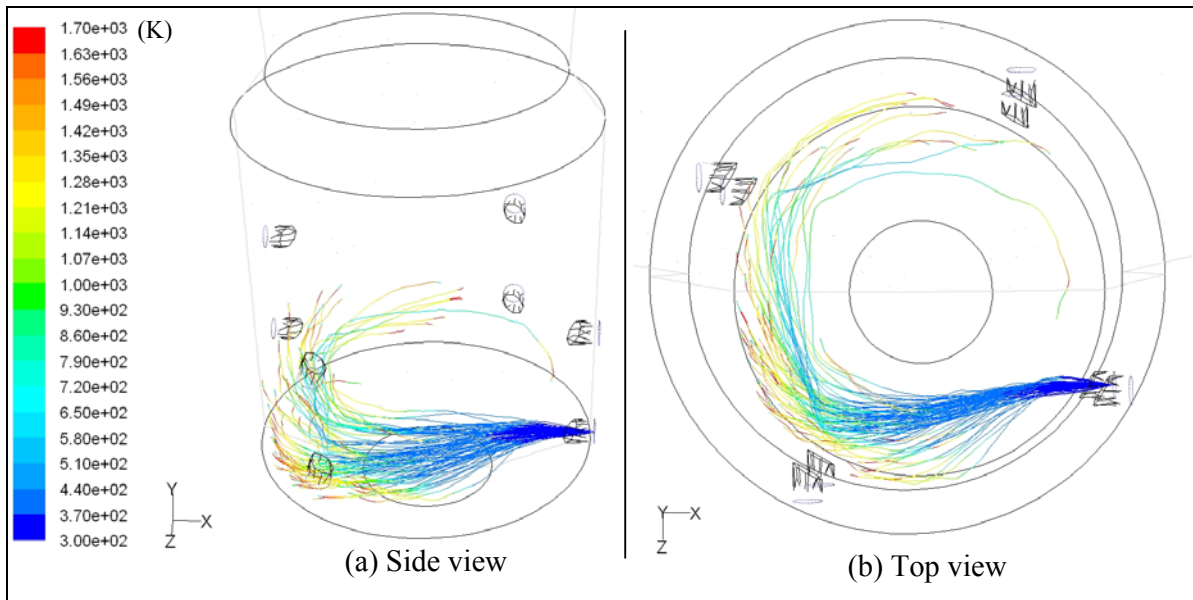 (K)
1.70e+03
1.63e+03
1.56e+03
1.49e+03
1.42e+03
1.35e+03
1.28e+03
1.21e+03
1.14e+03
1.07e+03
1.00e+03
9.30e+02
8.60e+02
7.90e+02
7.20e+02
6.50e+02
5.80e+02
5.10e+02
4.40e+02
3.70e+02
3.00e+02
Y
X
Z
(a) Side view
Y
X
Z
(b) Top view